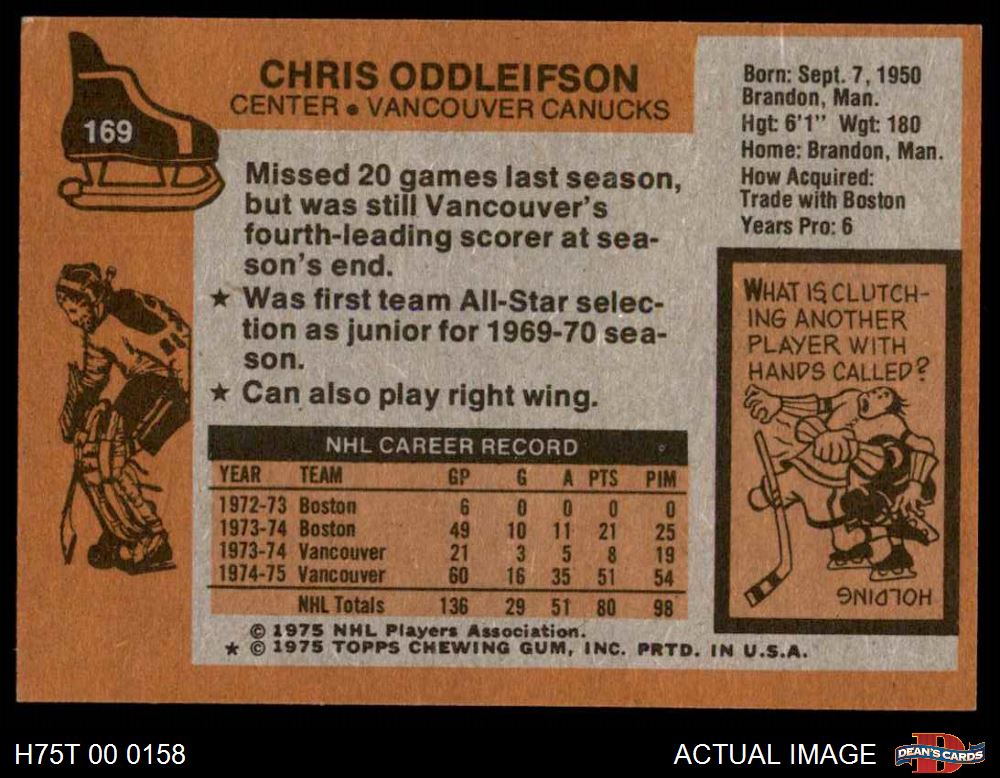 169
CHRIS ODDLEIFSON
CENTER • VANCOUVER CANUCKS
Missed 20 games last season,
but was still Vancouver's
fourth-leading scorer at sea-
son's end.
★ Was first team All-Star selec-
tion as junior for 1969-70 sea-
son.
★ Can also play right wing.
Born: Sept. 7, 1950
Brandon, Man.
Hgt: 6'1" Wgt: 180
Home: Brandon, Man.
How Acquired:
Trade with Boston
Years Pro: 6
WHAT IS CLUTCH-
ING ANOTHER
PLAYER WITH
HANDS CALLED?
HOLDING
NHL CAREER RECORD
YEAR TEAM GP G A PTS PIM
1972-73 Boston 6 0 0 0 0
1973-74 Boston 49 10 11 21 25
1973-74 Vancouver 21 3 5 8 19
1974-75 Vancouver 60 16 35 51 54
NHL Totals 136 29 51 80 98
© 1975 NHL Players Association.
★ © 1975 TOPPS CHEWING GUM, INC. PRTD. IN U.S.A.
H75T 00 0158
ACTUAL IMAGE
DEAN'S CARDS